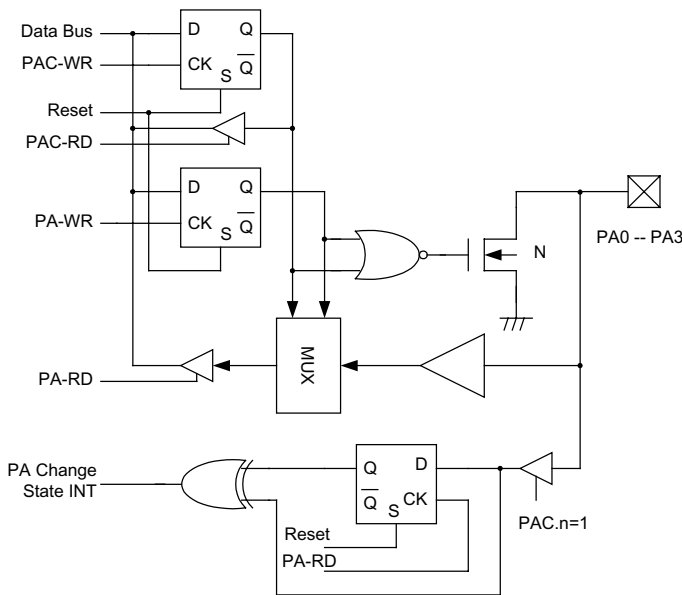 Data Bus
D
Q
PAC-WR
CK
Q
S
Reset
PAC-RD
D
Q
PA-WR
CK
Q
S
N
PA0 -- PA3
MUX
PA-RD
PA Change
State INT
Q
D
Q
CK
S
PAC.n=1
Reset
PA-RD